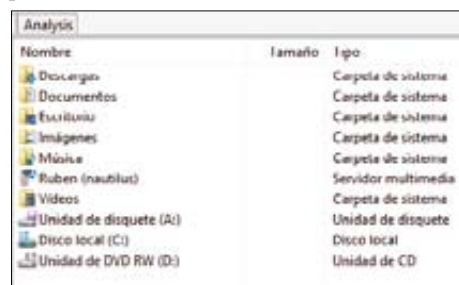 Analysis
Nombre Tamaño Tipo
Descargas Carpeta de sistema
Documentos Carpeta de sistema
Escritorio Carpeta de sistema
Imágenes Carpeta de sistema
Música Carpeta de sistema
Ruben (nautilus) Servidor multimedia
Vídeos Carpeta de sistema
Unidad de disquete (A:) Unidad de disquete
Disco local (C:) Disco local
Unidad de DVD RW (D:) Unidad de CD